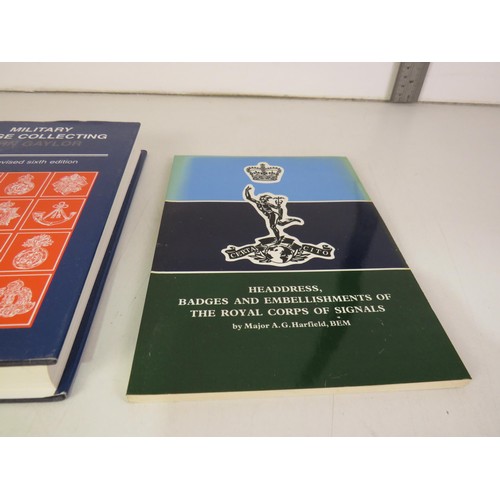 MILITARY
GE COLLECTING
GAYLOR
revised sixth edition
CERTA CITO
HEADDRESS,
BADGES AND EMBELLISHMENTS OF
THE ROYAL CORPS OF SIGNALS
by Major A.G.Harfield, BEM